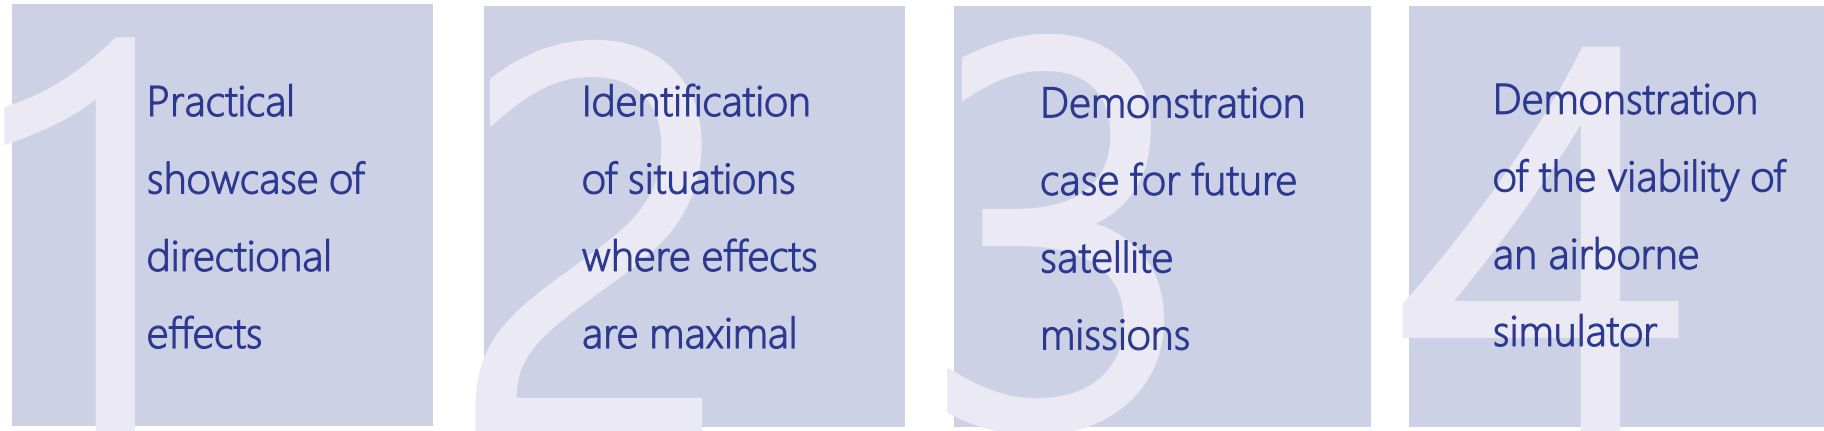 1
Practical
showcase of
directional
effects
2
Identification
of situations
where effects
are maximal
3
Demonstration
case for future
satellite
missions
4
Demonstration
of the viability of
an airborne
simulator